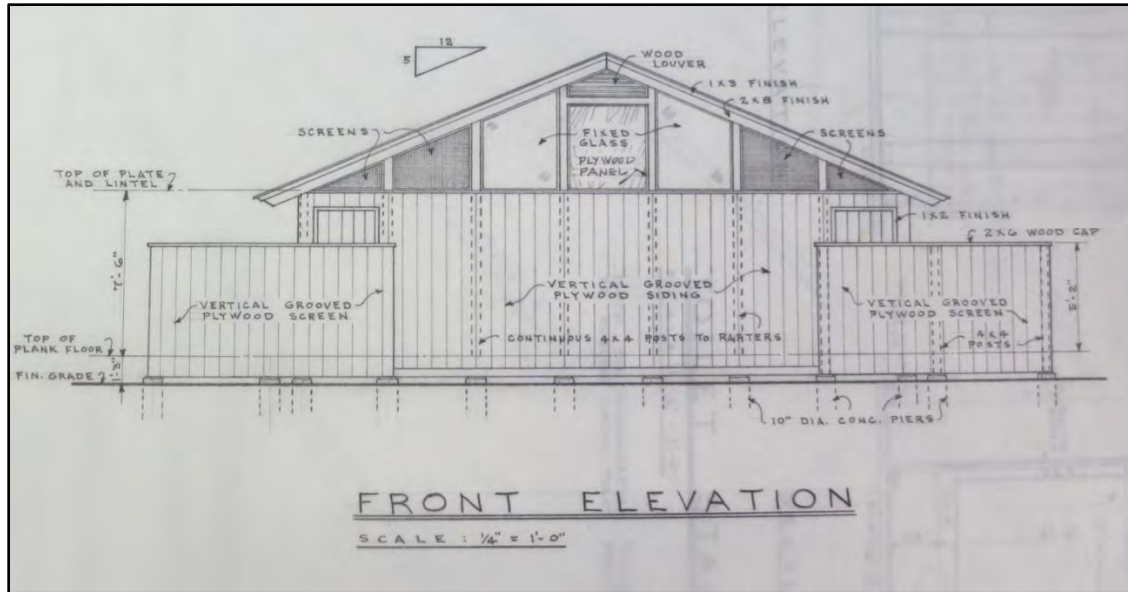 12
5
WOOD
LOUVER
1X3 FINISH
2X8 FINISH
SCREENS
FIXED
GLASS
SCREENS
PLYWOOD
PANEL
TOP OF PLATE
AND LINTEL
1X2 FINISH
2X6 WOOD CAP
7'-6"
VERTICAL GROOVED
PLYWOOD SCREEN
VERTICAL GROOVED
PLYWOOD SIDING
VETICAL GROOVED
PLYWOOD SCREEN
5'-2"
TOP OF
PLANK FLOOR
CONTINUOUS 4X4 POSTS TO RAFTERS
4X4
POSTS
1'-3"
FIN. GRADE
10" DIA. CONC. PIERS
FRONT ELEVATION
SCALE : 1/4" = 1'-0"